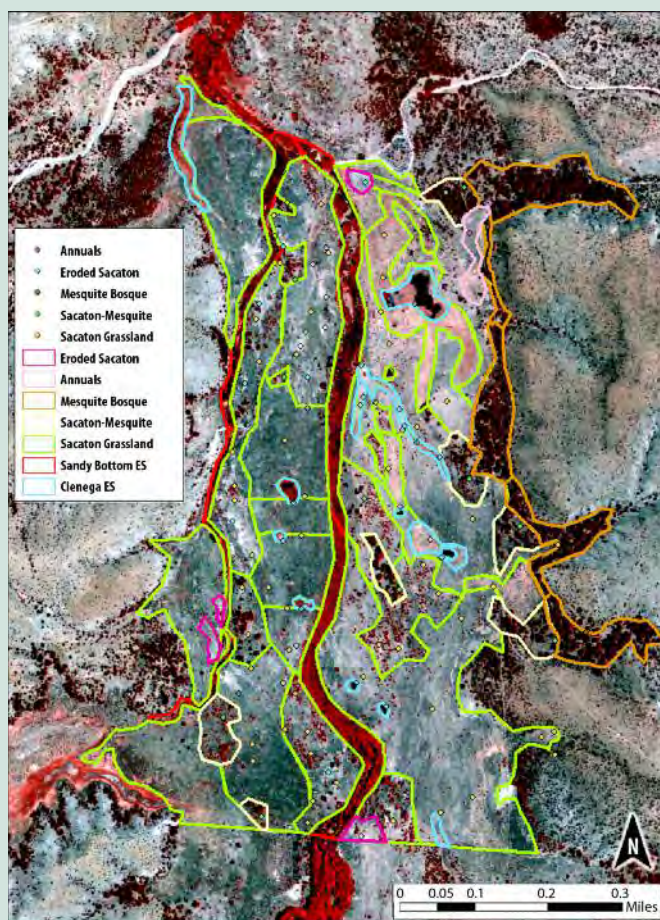 Annuals
Eroded Sacaton
Mesquite Bosque
Sacaton-Mesquite
Sacaton Grassland
Eroded Sacaton
Annuals
Mesquite Bosque
Sacaton-Mesquite
Sacaton Grassland
Sandy Bottom ES
Cienega ES
N
0 0.05 0.1 0.2 0.3
Miles